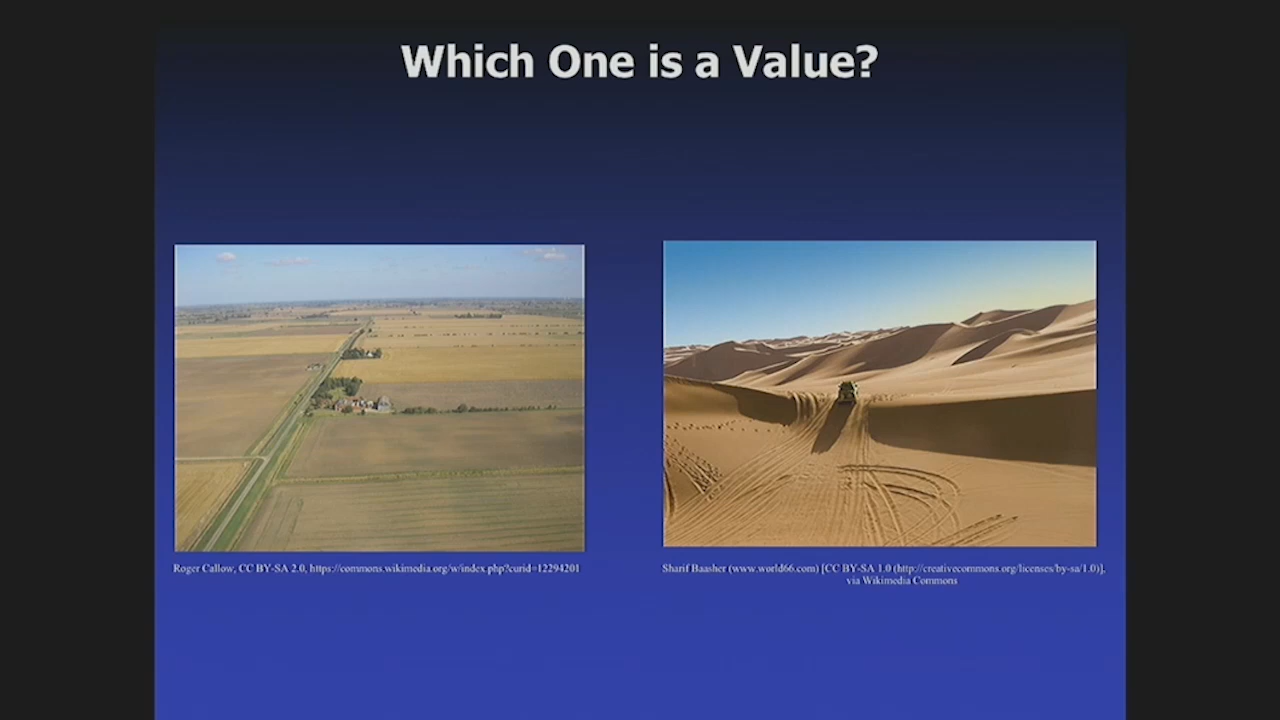 Which One is a Value?
Roger Callow, CC BY-SA 2.0, https://commons.wikimedia.org/w/index.php?curid=12294201
Sharif Baasher (www.world66.com) [CC BY-SA 1.0 (http://creativecommons.org/licenses/by-sa/1.0)],
via Wikimedia Commons